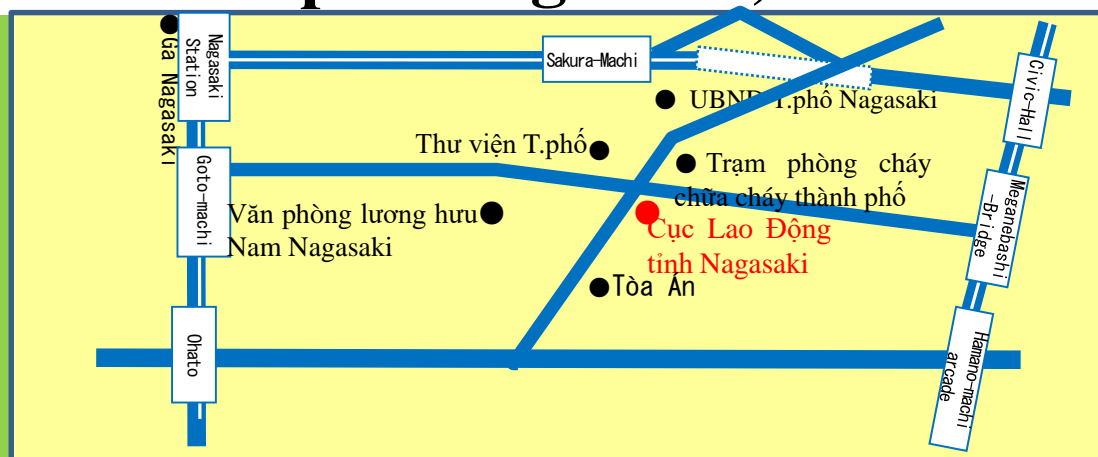 Ga Nagasaki
Nagasaki
Station
Sakura-Machi
Civic-Hall
UBND T.phố Nagasaki
Thư viện T.phố
Trạm phòng cháy
chữa cháy thành phố
Goto-machi
Văn phòng lương hưu
Nam Nagasaki
Cục Lao Động
tỉnh Nagasaki
Meganebashi
-Bridge
Tòa Án
Ohato
Hamano-machi
arcade